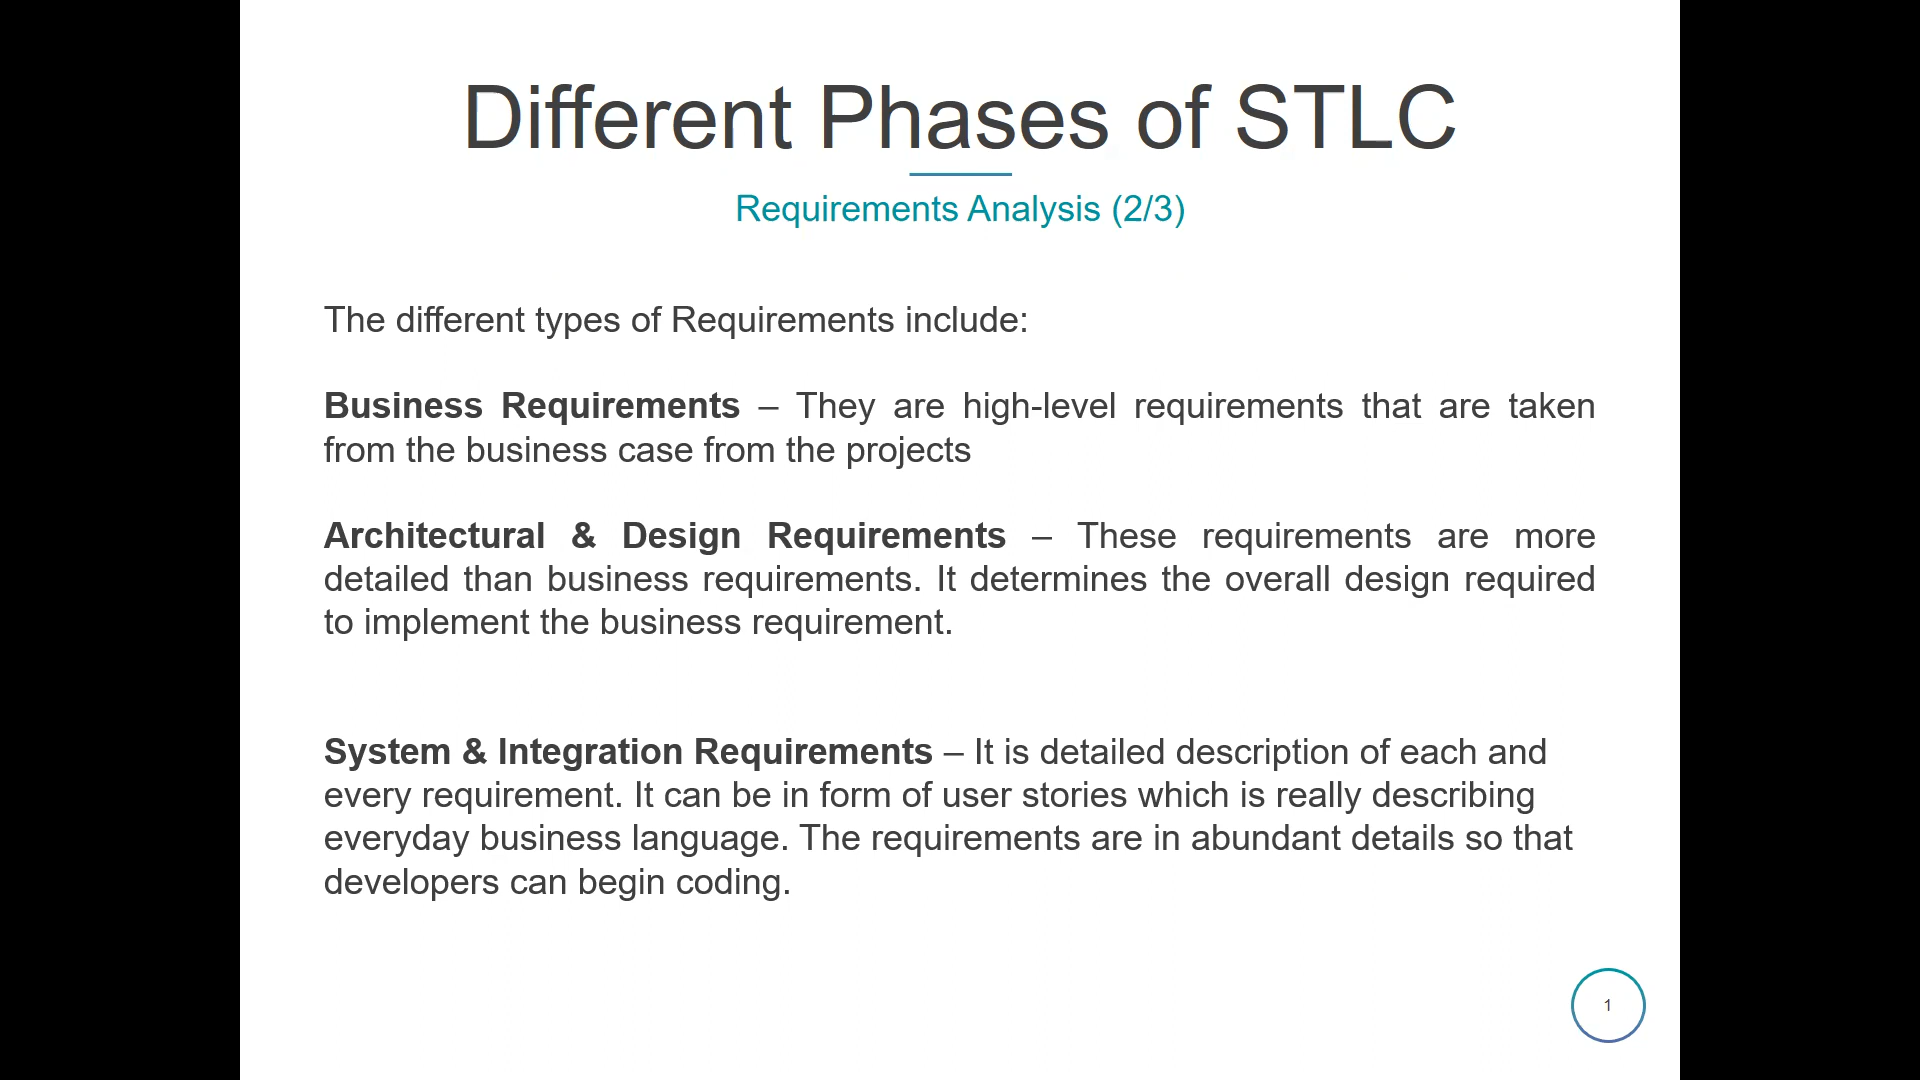 Different Phases of STLC
Requirements Analysis (2/3)
The different types of Requirements include:
Business Requirements – They are high-level requirements that are taken
from the business case from the projects
Architectural & Design Requirements – These requirements are more
detailed than business requirements. It determines the overall design required
to implement the business requirement.
System & Integration Requirements – It is detailed description of each and
every requirement. It can be in form of user stories which is really describing
everyday business language. The requirements are in abundant details so that
developers can begin coding.
1